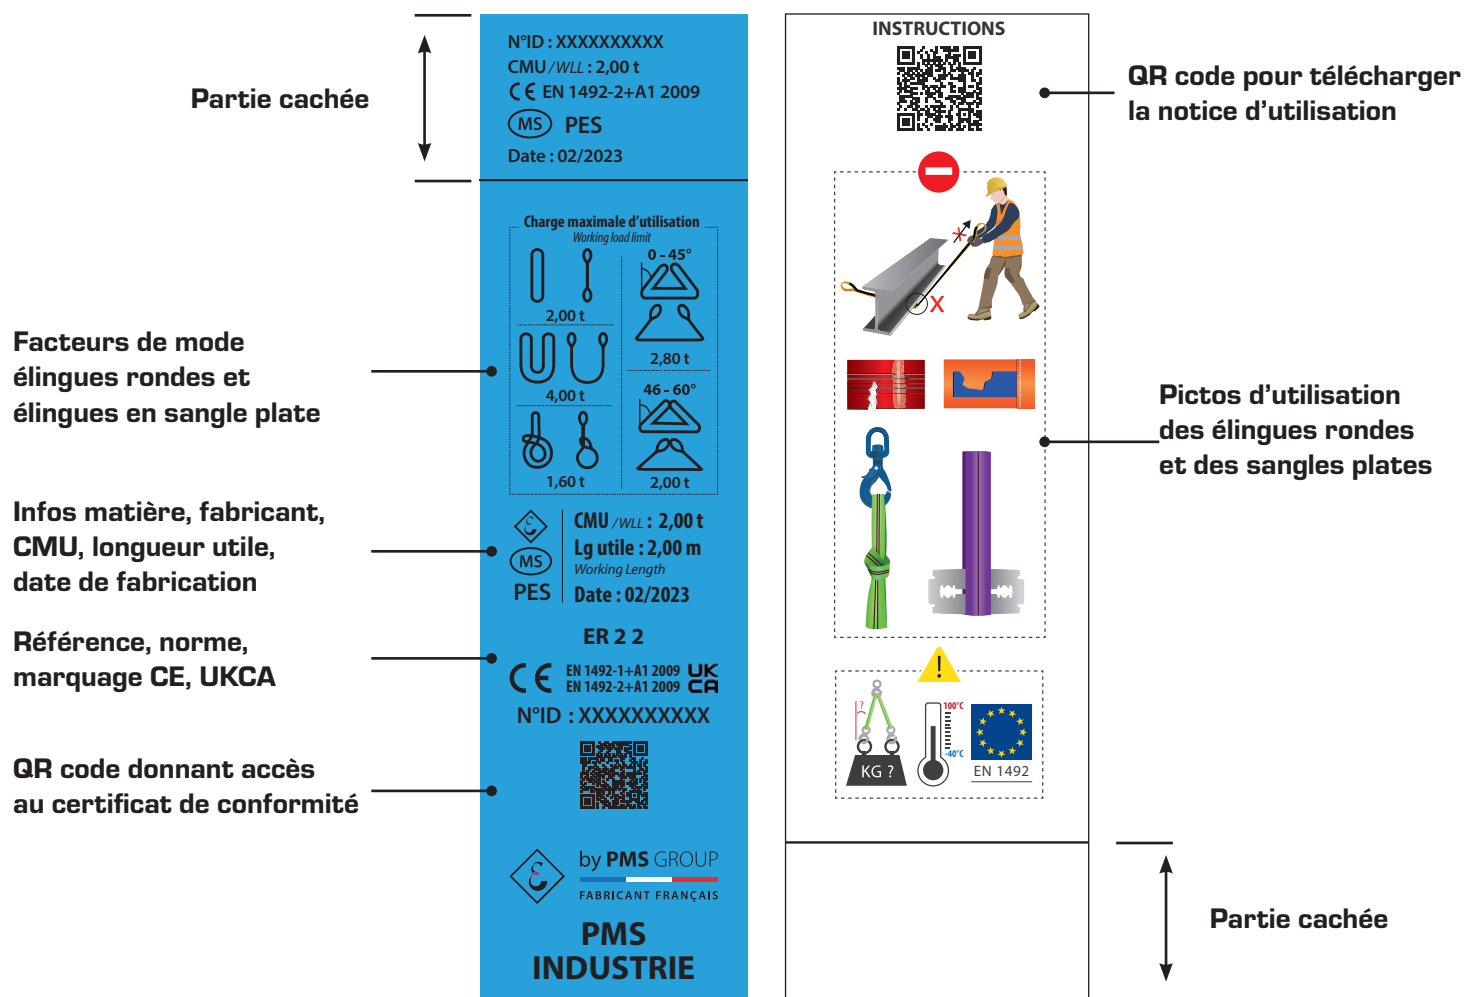 Partie cachée
N°ID : XXXXXXXXXX
CMU/WLL : 2,00 t
CE EN 1492-2+A1 2009
MS PES
Date : 02/2023
Charge maximale d'utilisation
Working load limit
0 - 45°
2,00 t
2,80 t
4,00 t
46 - 60°
1,60 t
2,00 t
Facteurs de mode
élingues rondes et
élingues en sangle plate
Infos matière, fabricant,
CMU, longueur utile,
date de fabrication
MS
PES
CMU /WLL : 2,00 t
Lg utile : 2,00 m
Working Length
Date : 02/2023
Référence, norme,
marquage CE, UKCA
ER 2 2
CE
EN 1492-1+A1 2009
EN 1492-2+A1 2009
UK
CA
N°ID : XXXXXXXXXX
QR code donnant accès
au certificat de conformité
by PMS GROUP
FABRICANT FRANÇAIS
PMS
INDUSTRIE
INSTRUCTIONS
QR code pour télécharger
la notice d'utilisation
X
X
Pictos d'utilisation
des élingues rondes
et des sangles plates
!
?
KG ?
100°C
-40°C
EN 1492
Partie cachée